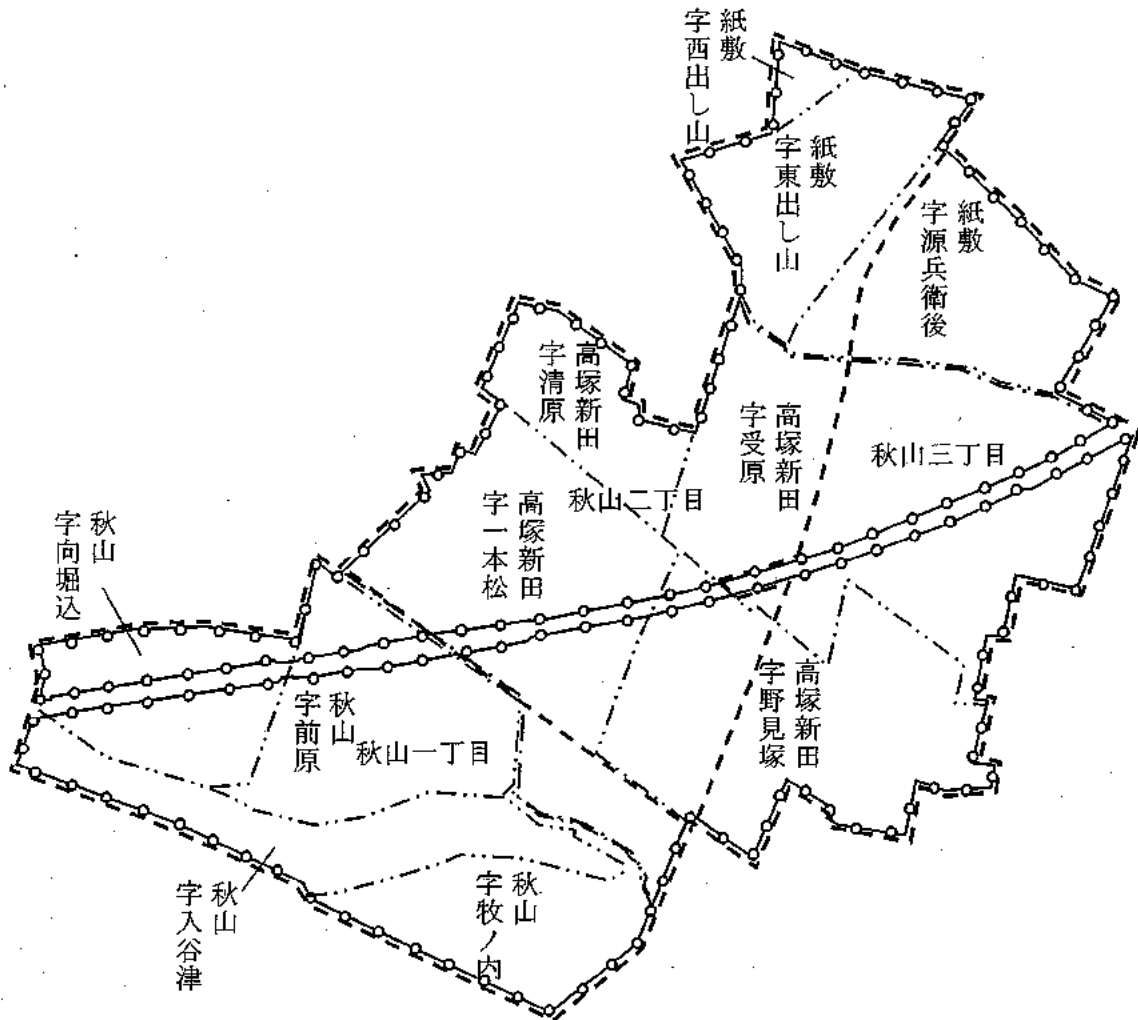 紙敷
字西出し山
紙敷
字東出し山
紙敷
字源兵衛後
高塚新田
字清原
高塚新田
字受原
秋山三丁目
秋山二丁目
高塚新田
字一本松
秋山
字向堀込
高塚新田
字野見塚
秋山
字前原
秋山一丁目
秋山
字入谷津
秋山
字牧ノ内